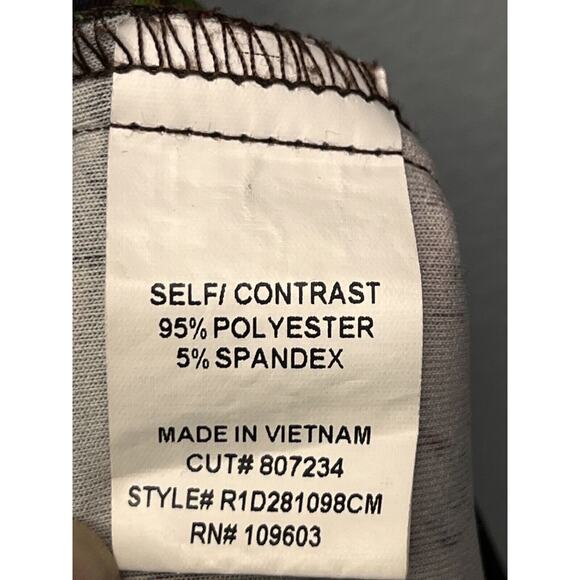 SELF/ CONTRAST
95% POLYESTER
5% SPANDEX
MADE IN VIETNAM
CUT# 807234
STYLE# R1D281098CM
RN# 109603